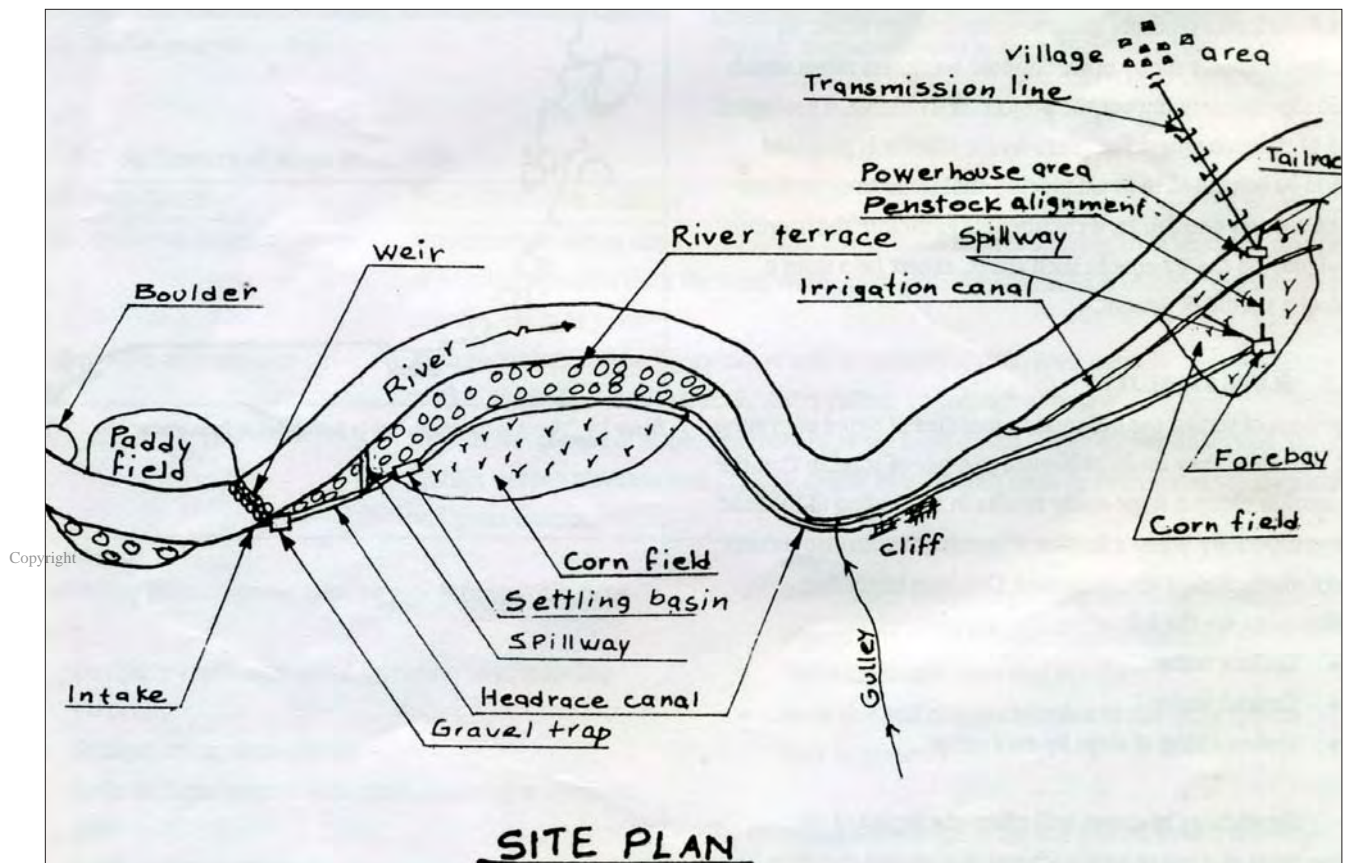 Village area
Transmission line
Tailrac
Powerhouse area
Penstock alignment
Spillway
River terrace
Weir
Irrigation canal
Boulder
River
Paddy
field
Forebay
Corn field
cliff
Corn field
Settling basin
Spillway
Gulley
Intake
Headrace canal
Gravel trap
Copyright
SITE PLAN